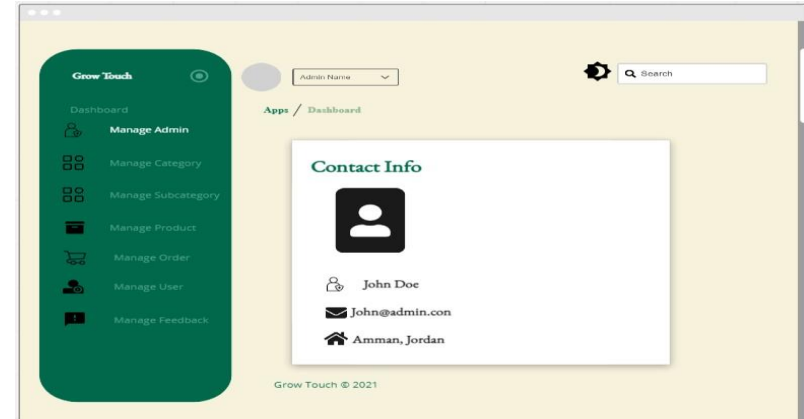 Grow Touch
Dashboard
Manage Admin
Manage Category
Manage Subcategory
Manage Product
Manage Order
Manage User
Manage Feedback
Admin Name
Search
Apps / Dashboard
Contact Info
John Doe
John@admin.con
Amman, Jordan
Grow Touch © 2021